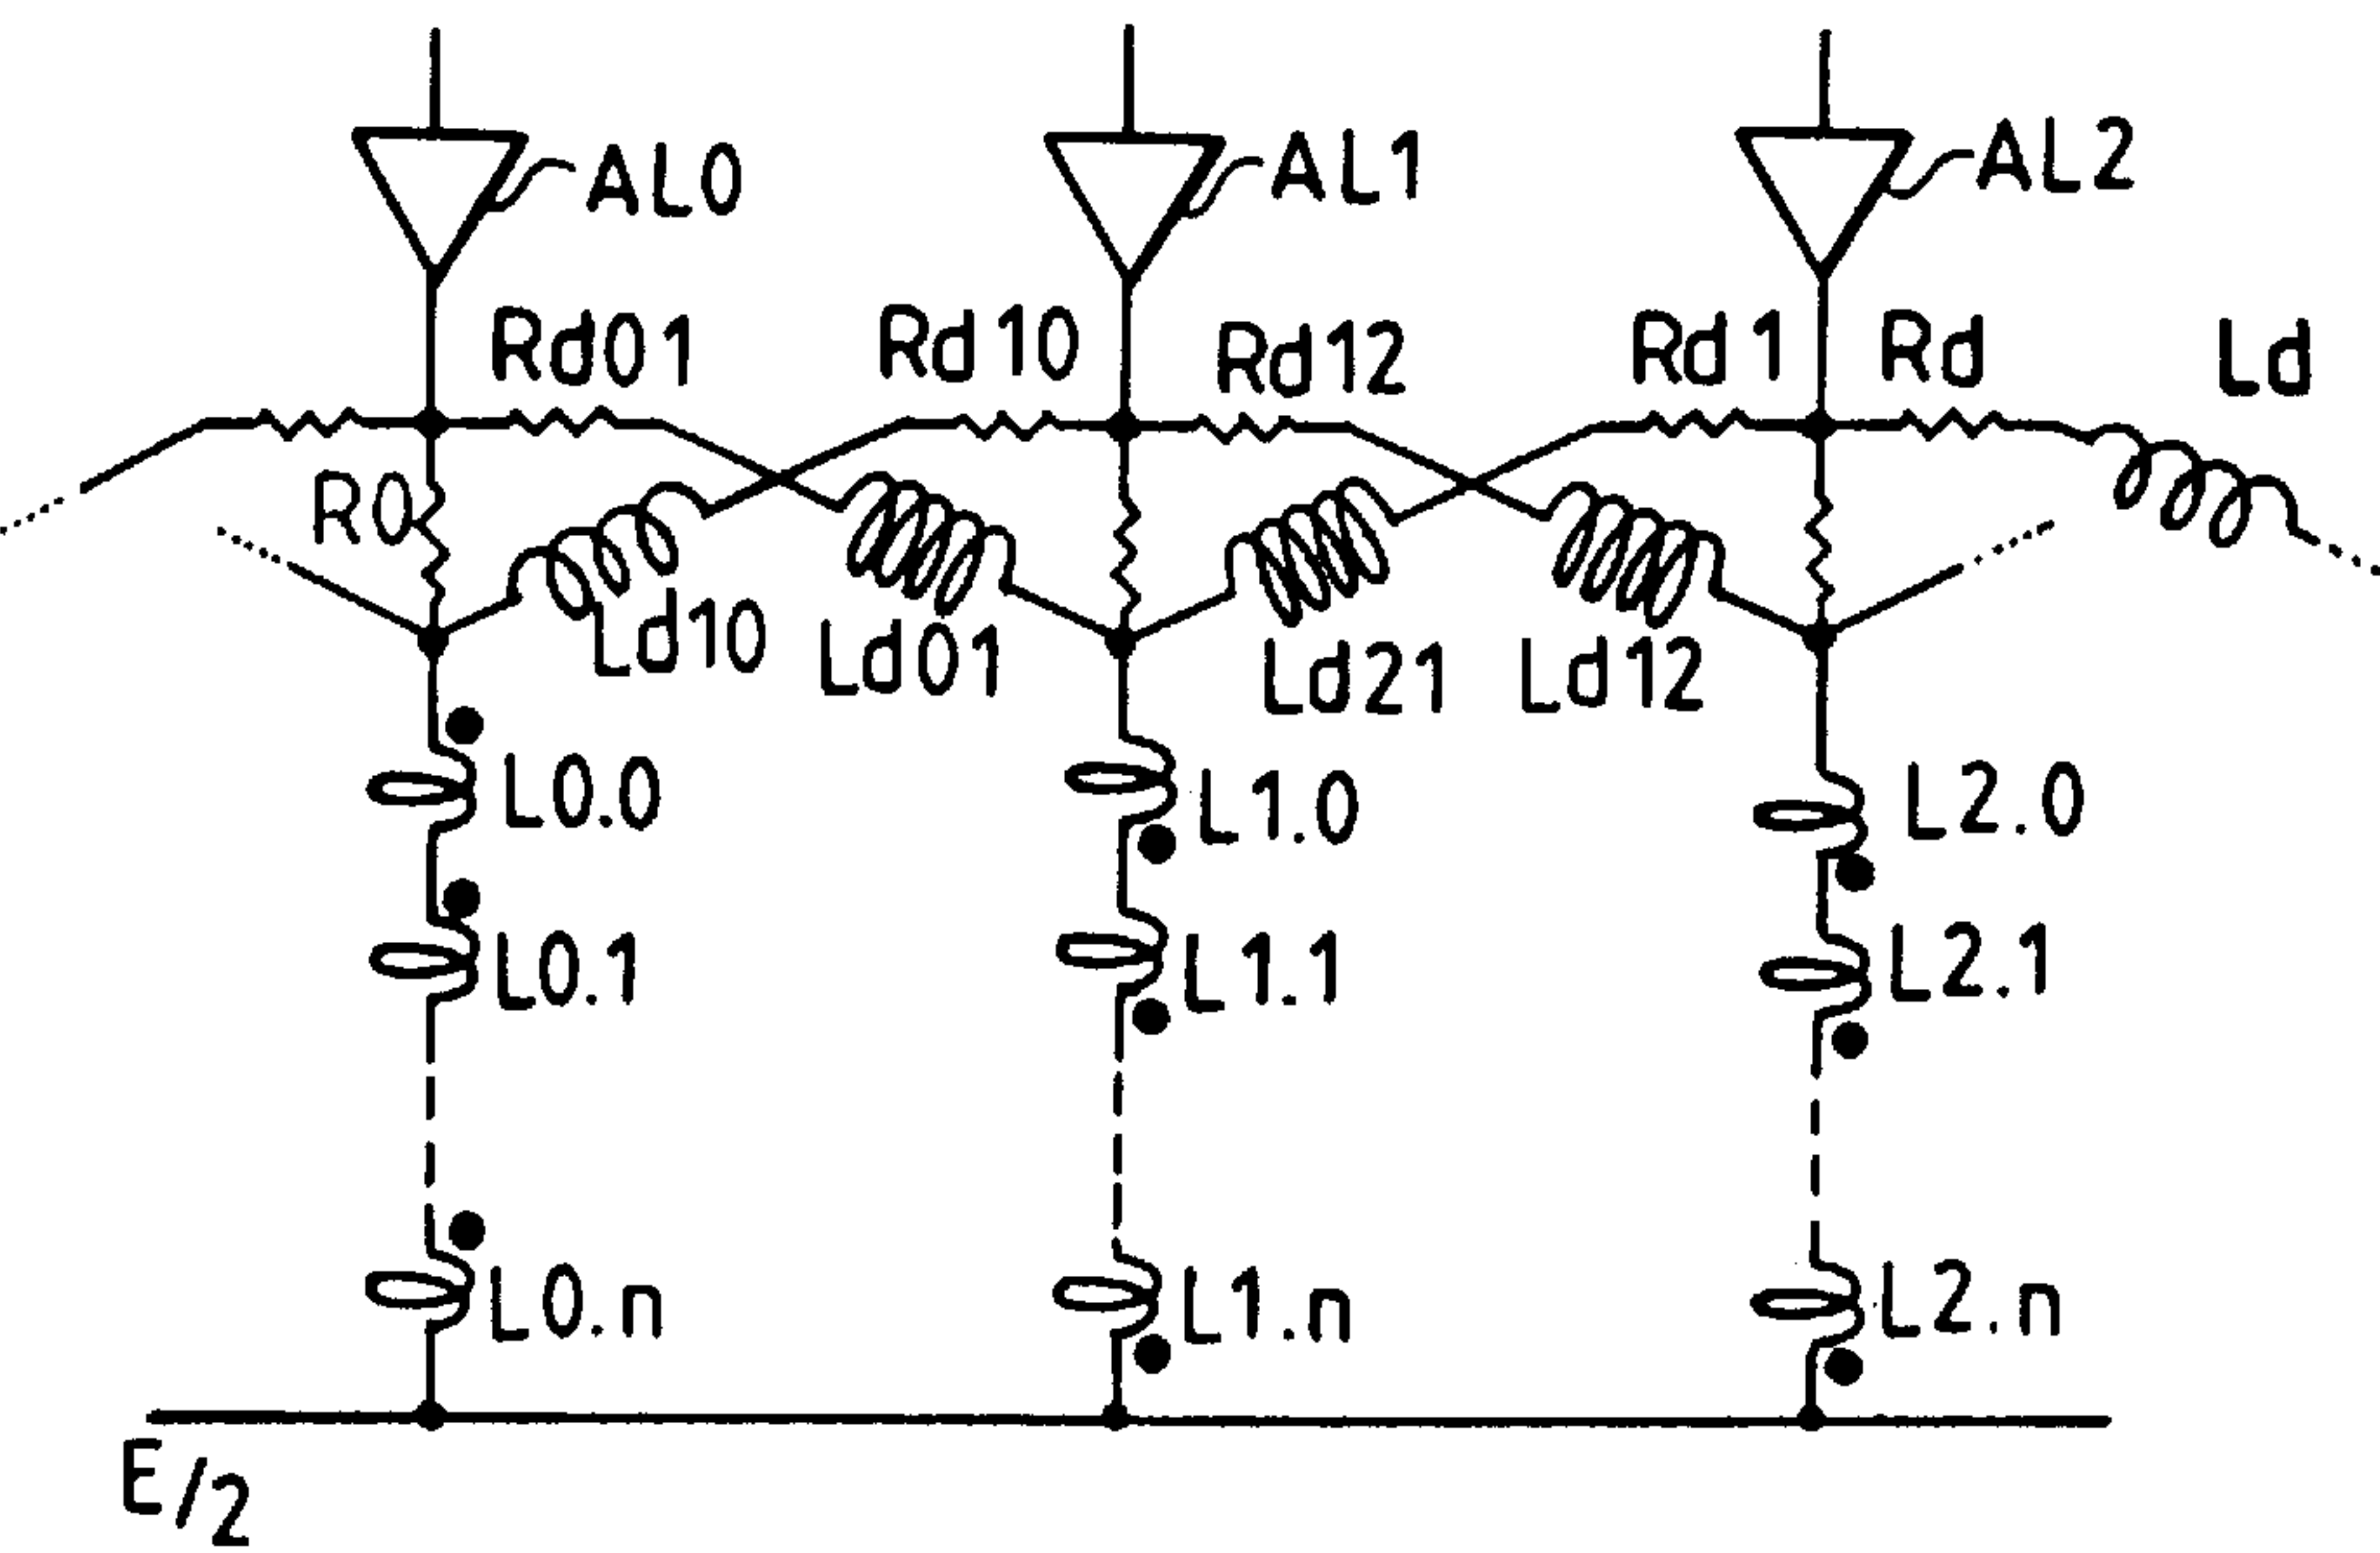 AL0 AL1 AL2
Rd01 Rd10 Rd12 Rd1 Rd Ld
R0
Ld10 Ld01 Ld21 Ld12
L0.0 L1.0 L2.0
L0.1 L1.1 L2.1
L0.n L1.n L2.n
E/2